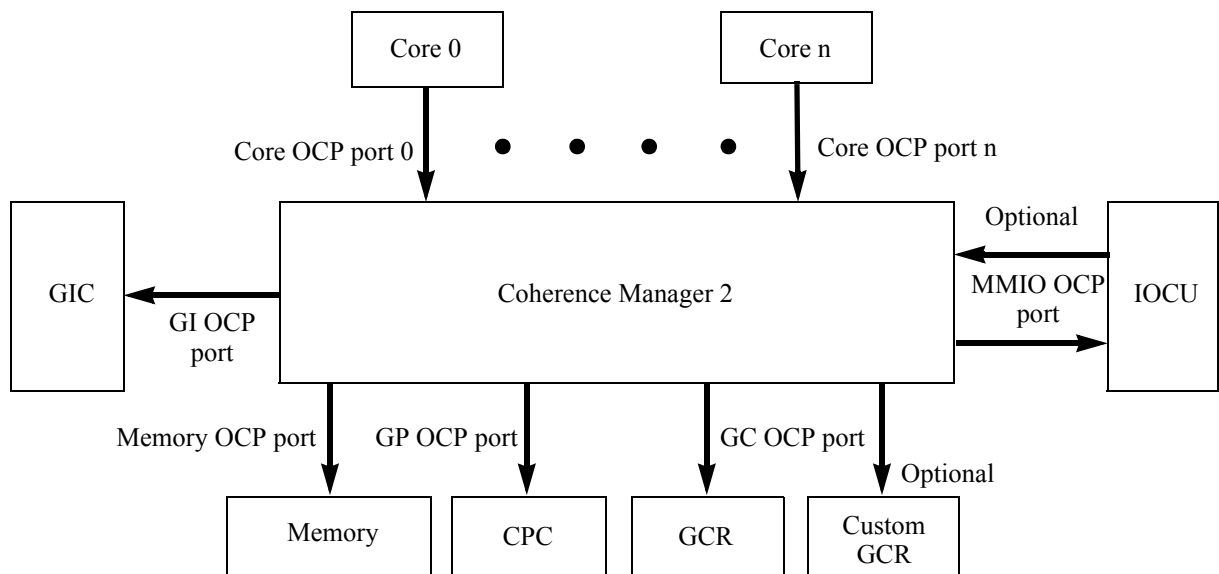 Core 0
Core n
Core OCP port 0
Core OCP port n
Optional
GIC
Coherence Manager 2
MMIO OCP
port
IOCU
GI OCP
port
Memory OCP port
GP OCP port
GC OCP port
Optional
Memory
CPC
GCR
Custom
GCR